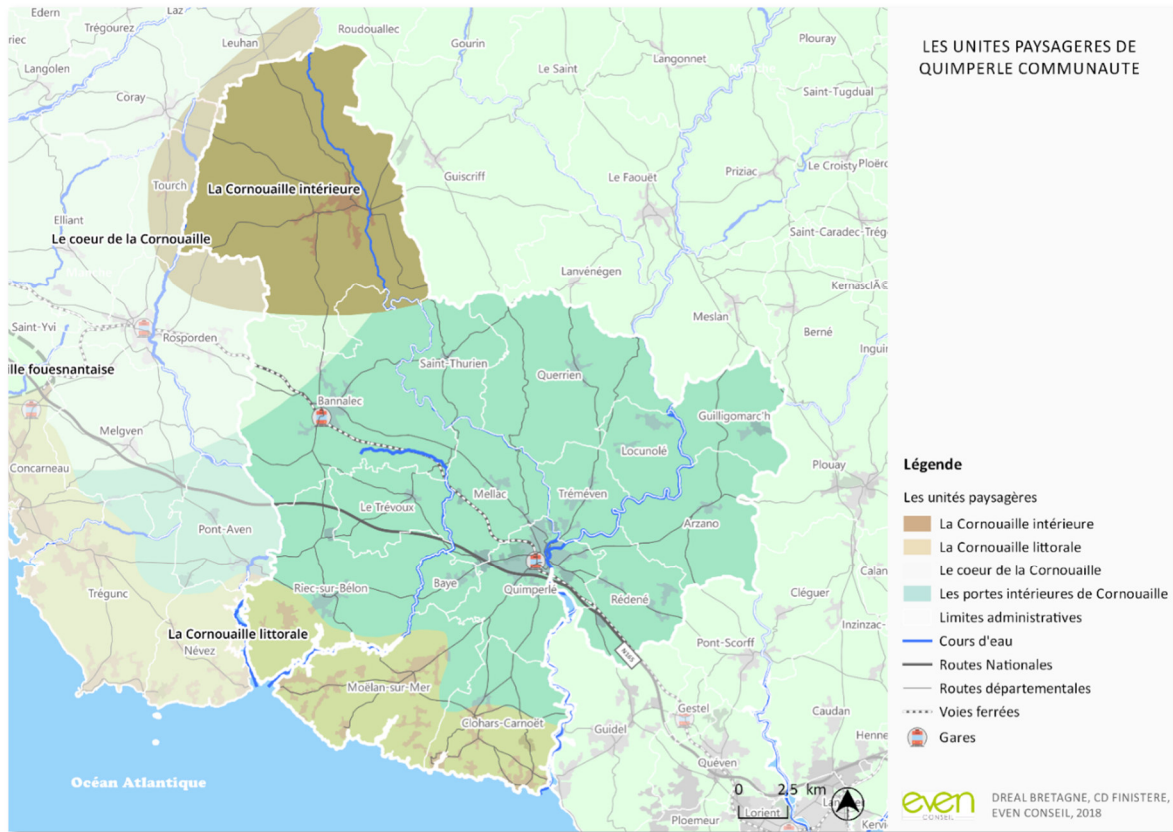 LES UNITES PAYSAGERES DE
QUIMPERLE COMMUNAUTE
Edern
Laz
Trégourez
Leuhan
Roudouallec
Gourin
Plouray
Langolen
Le Saint
Langonnet
Coray
Saint-Tugdual
Tourch
La Cornouaille intérieure
Guiscriff
Le Faouët
Priziac
Le Croisty
Elliant
Le coeur de la Cornouaille
Saint-Caradec-Trég
Lanvénégen
KernasclÃ©
Meslan
Saint-Yvi
Rosporden
Berné
Saint-Thurien
Querrien
ille fouesnantaise
Bannalec
Guilligomarc'h
Melgven
Locunolé
Concarneau
Plouay
Mellac
Tréméven
Le Trévoux
Arzano
Pont-Aven
Riec-sur-Bélon
Baye
Quimperlé
Rédené
Trégunc
Cléguer
La Cornouaille littorale
Névez
Inzinzac-
Pont-Scorff
N165
Moëlan-sur-Mer
Clohars-Carnoët
Gestel
Caudan
Guidel
Quéven
Océan Atlantique
0 2,5 km
Lorient
Ploemeur
Légende
Les unités paysagères
La Cornouaille intérieure
La Cornouaille littorale
Le coeur de la Cornouaille
Les portes intérieures de Cornouaille
Limites administratives
Cours d'eau
Routes Nationales
Routes départementales
Voies ferrées
Gares
even
CONSEIL
DREAL BRETAGNE, CD FINISTERE,
EVEN CONSEIL, 2018